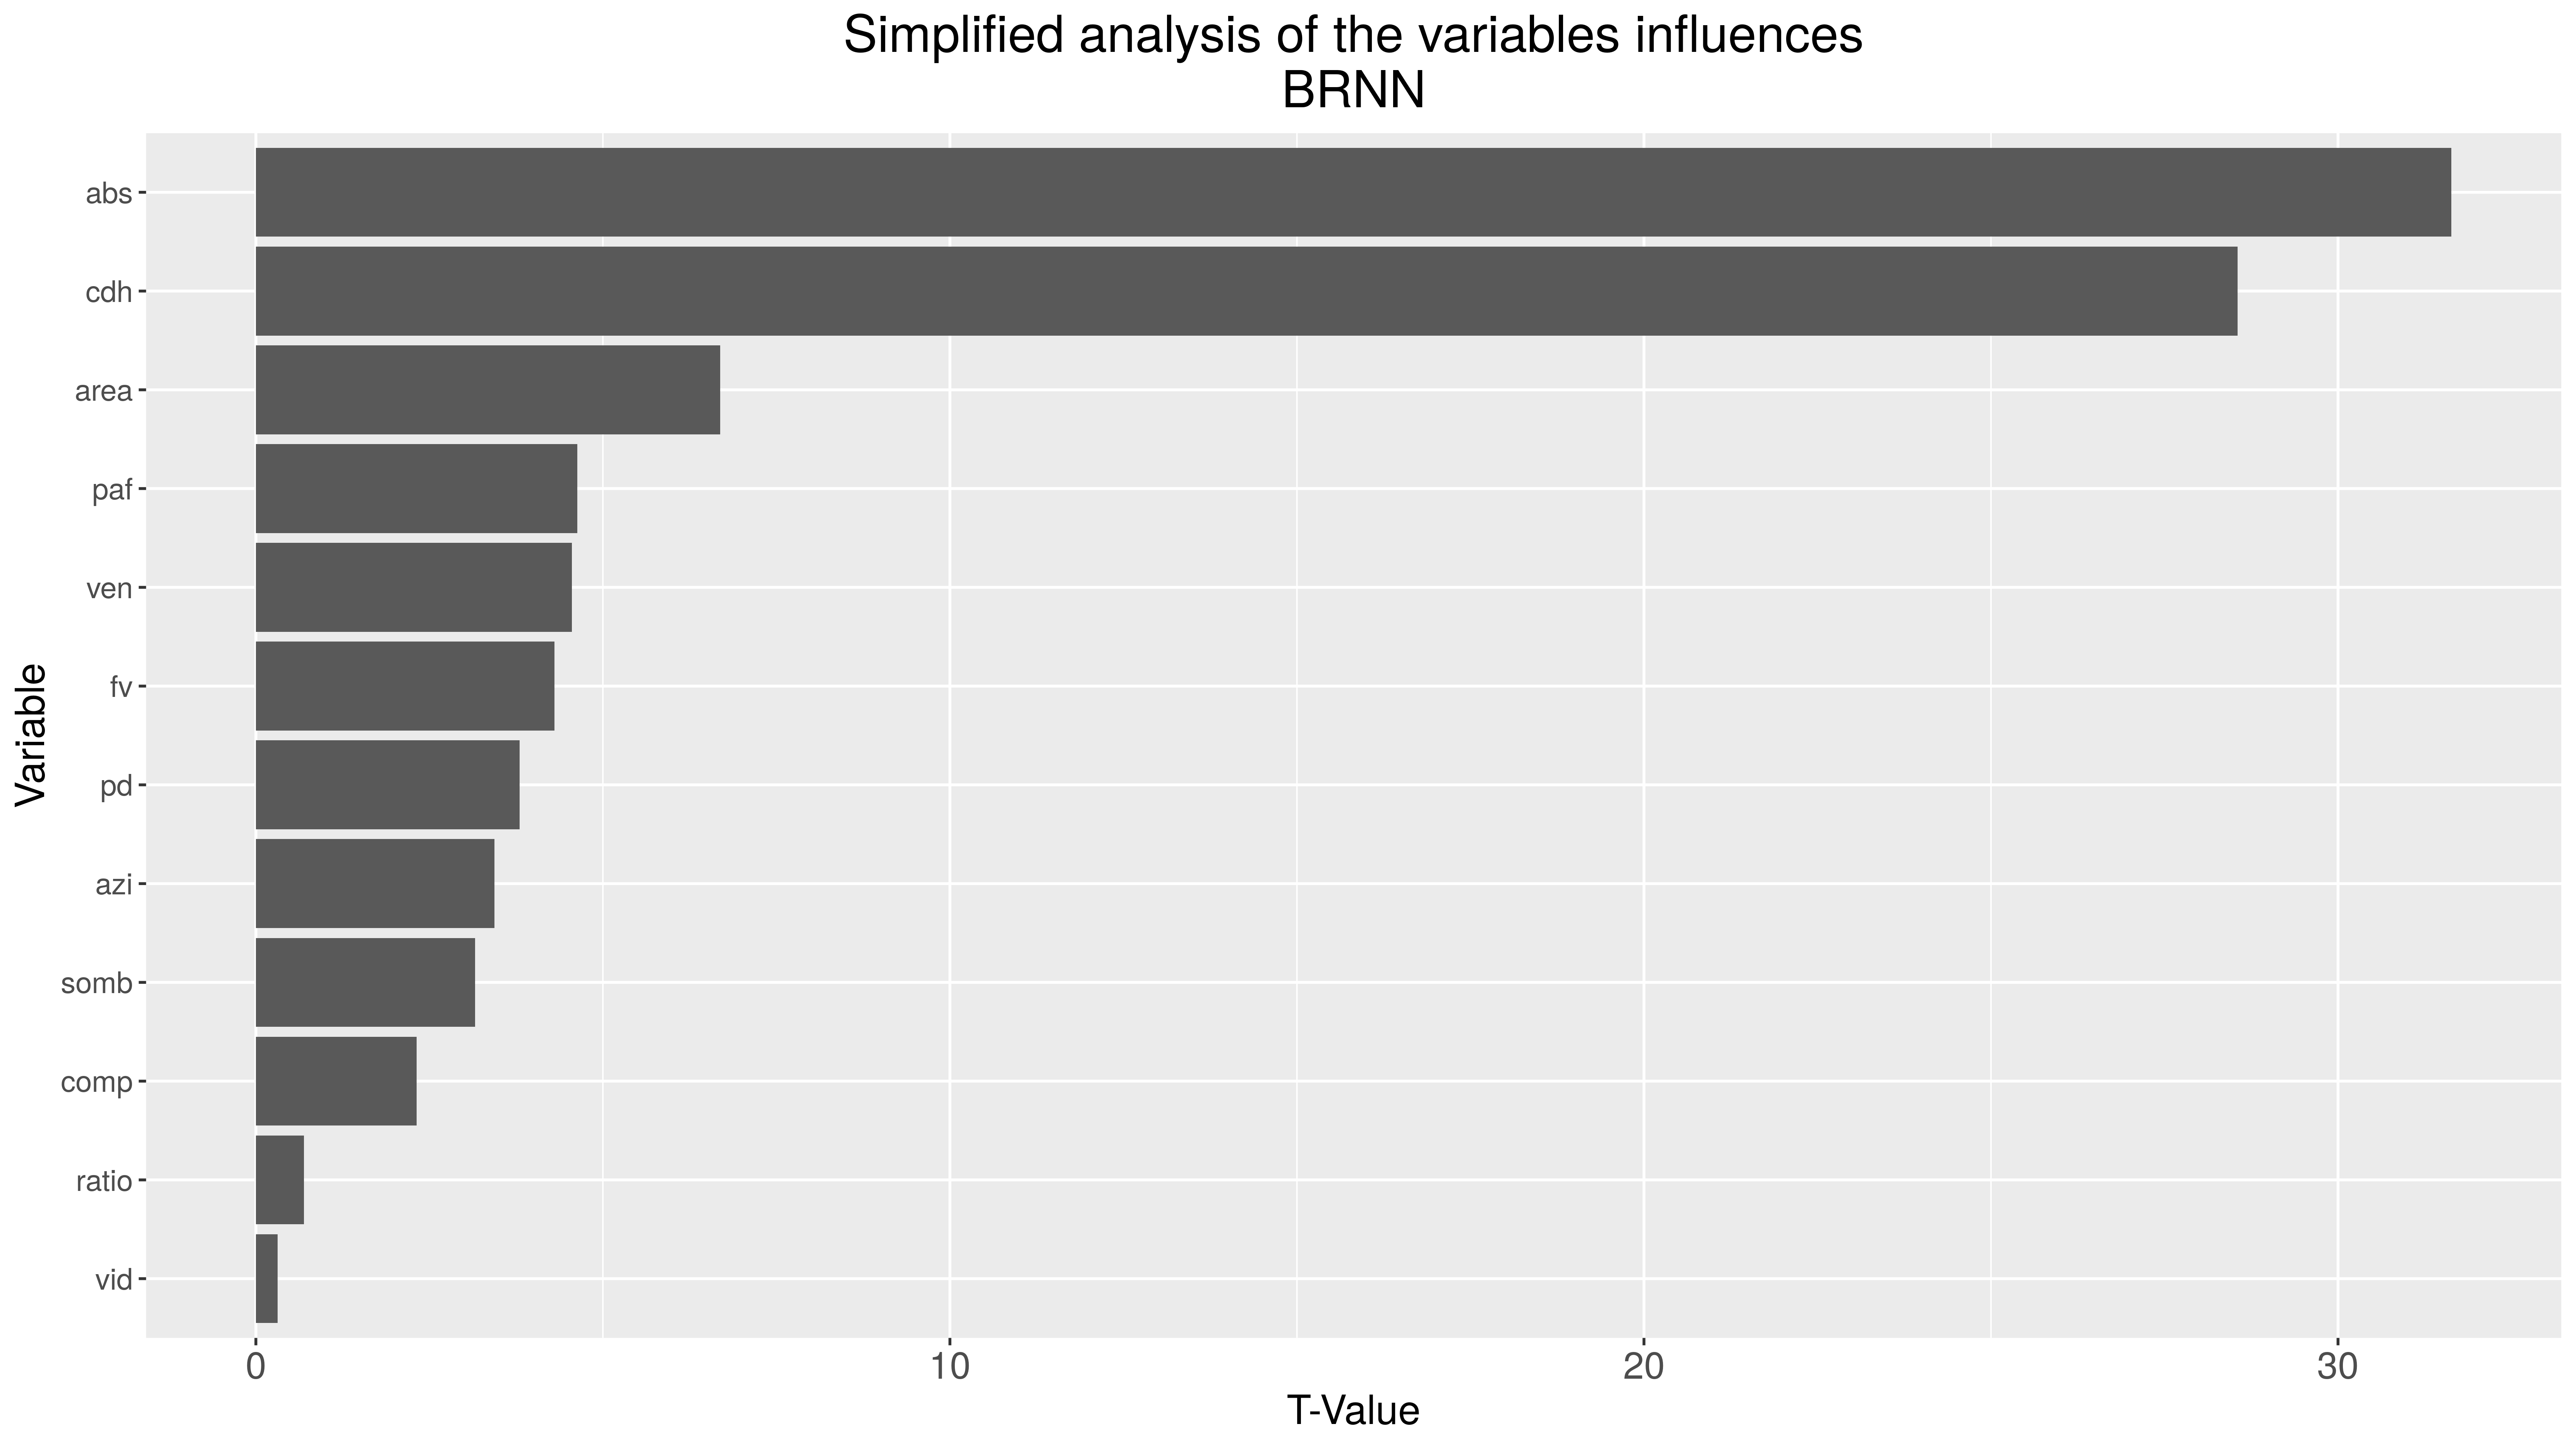 Simplified analysis of the variables influences
BRNN
Variable
abs
cdh
area
paf
ven
fv
pd
azi
somb
comp
ratio
vid
0 10 20 30
T-Value